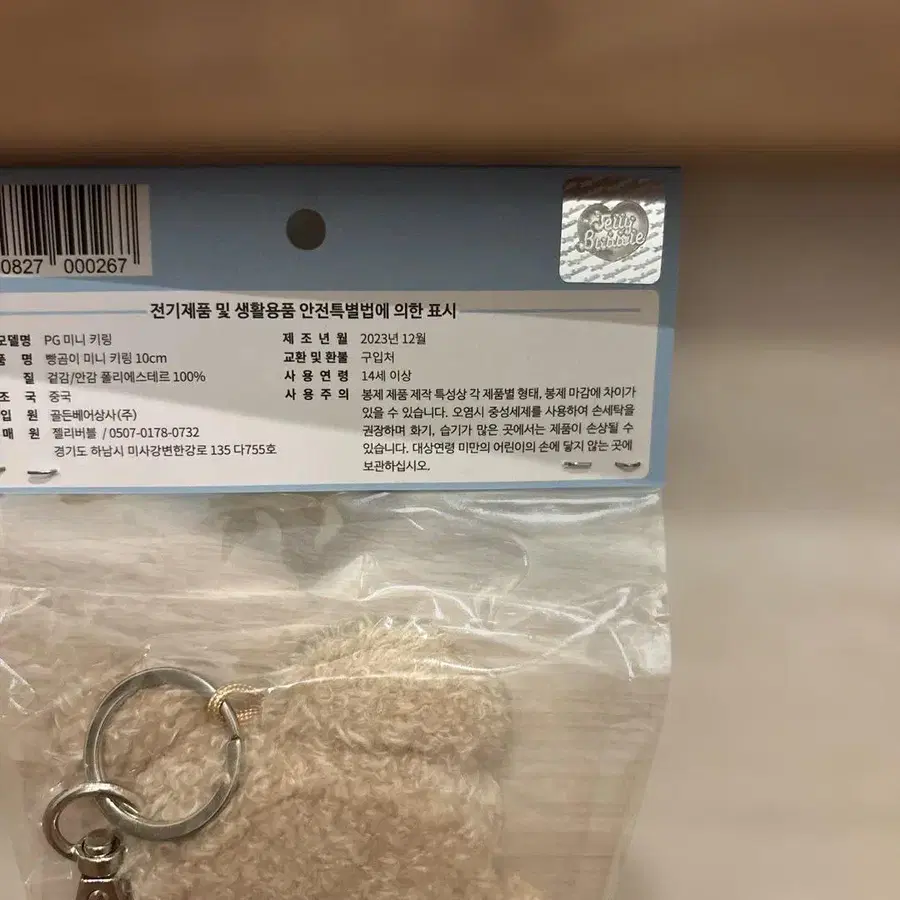 0827 000267
Jelly
Bubble
전기제품 및 생활용품 안전특별법에 의한 표시
모델명 PG 미니 키링
품 명 빵곰이 미니 키링 10cm
질 겉감/안감 폴리에스테르 100%
조 국 중국
입 원 골든베어상사(주)
매 원 젤리버블 / 0507-0178-0732
경기도 하남시 미사강변한강로 135 다755호
제 조 년 월 2023년 12월
교환 및 환불 구입처
사 용 연 령 14세 이상
사 용 주 의 봉제 제품 제작 특성상 각 제품별 형태, 봉제 마감에 차이가
있을 수 있습니다. 오염시 중성세제를 사용하여 손세탁을
권장하며 화기, 습기가 많은 곳에서는 제품이 손상될 수
있습니다. 대상연령 미만의 어린이의 손에 닿지 않는 곳에
보관하십시오.